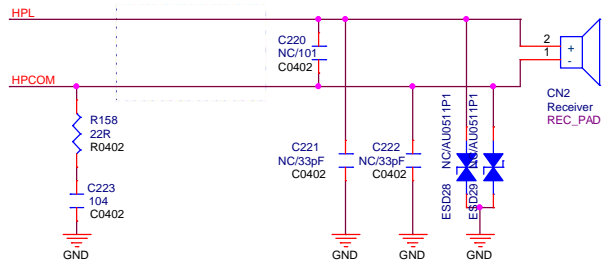 HPL
HPCOM
C220
NC/101
C0402
2
1
+
-
CN2
Receiver
REC_PAD
R158
22R
R0402
C223
104
C0402
C221
NC/33pF
C0402
C222
NC/33pF
C0402
ESD28 NC/AU0511P1
ESD29 NC/AU0511P1
GND
GND
GND
GND